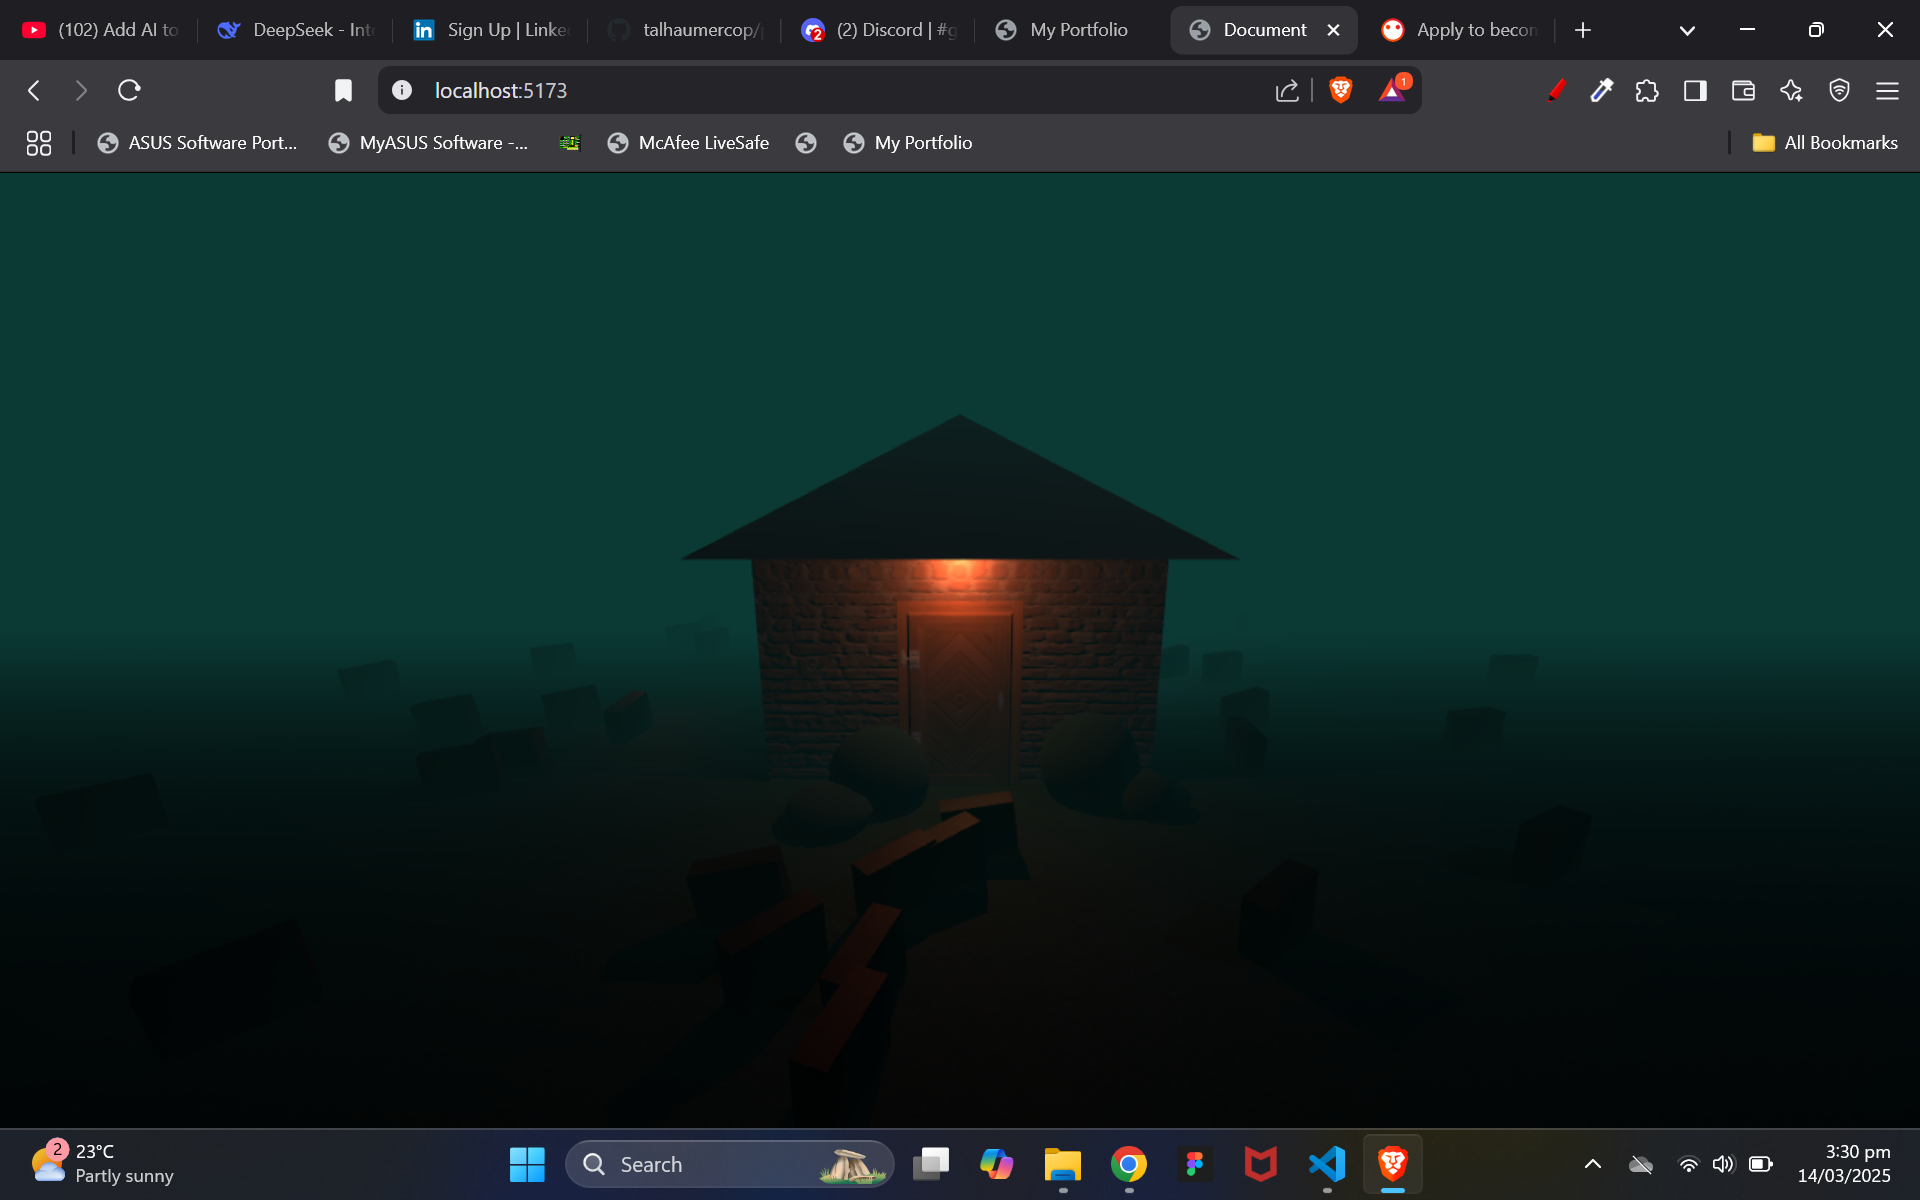 (102) Add AI to
DeepSeek - Int
Sign Up | Linke
talhaumercop/
(2) Discord | #g
My Portfolio
Document
Apply to becom
localhost:5173
1
ASUS Software Port...
MyASUS Software -...
McAfee LiveSafe
My Portfolio
All Bookmarks
2
23°C
Partly sunny
Search
3:30 pm
14/03/2025